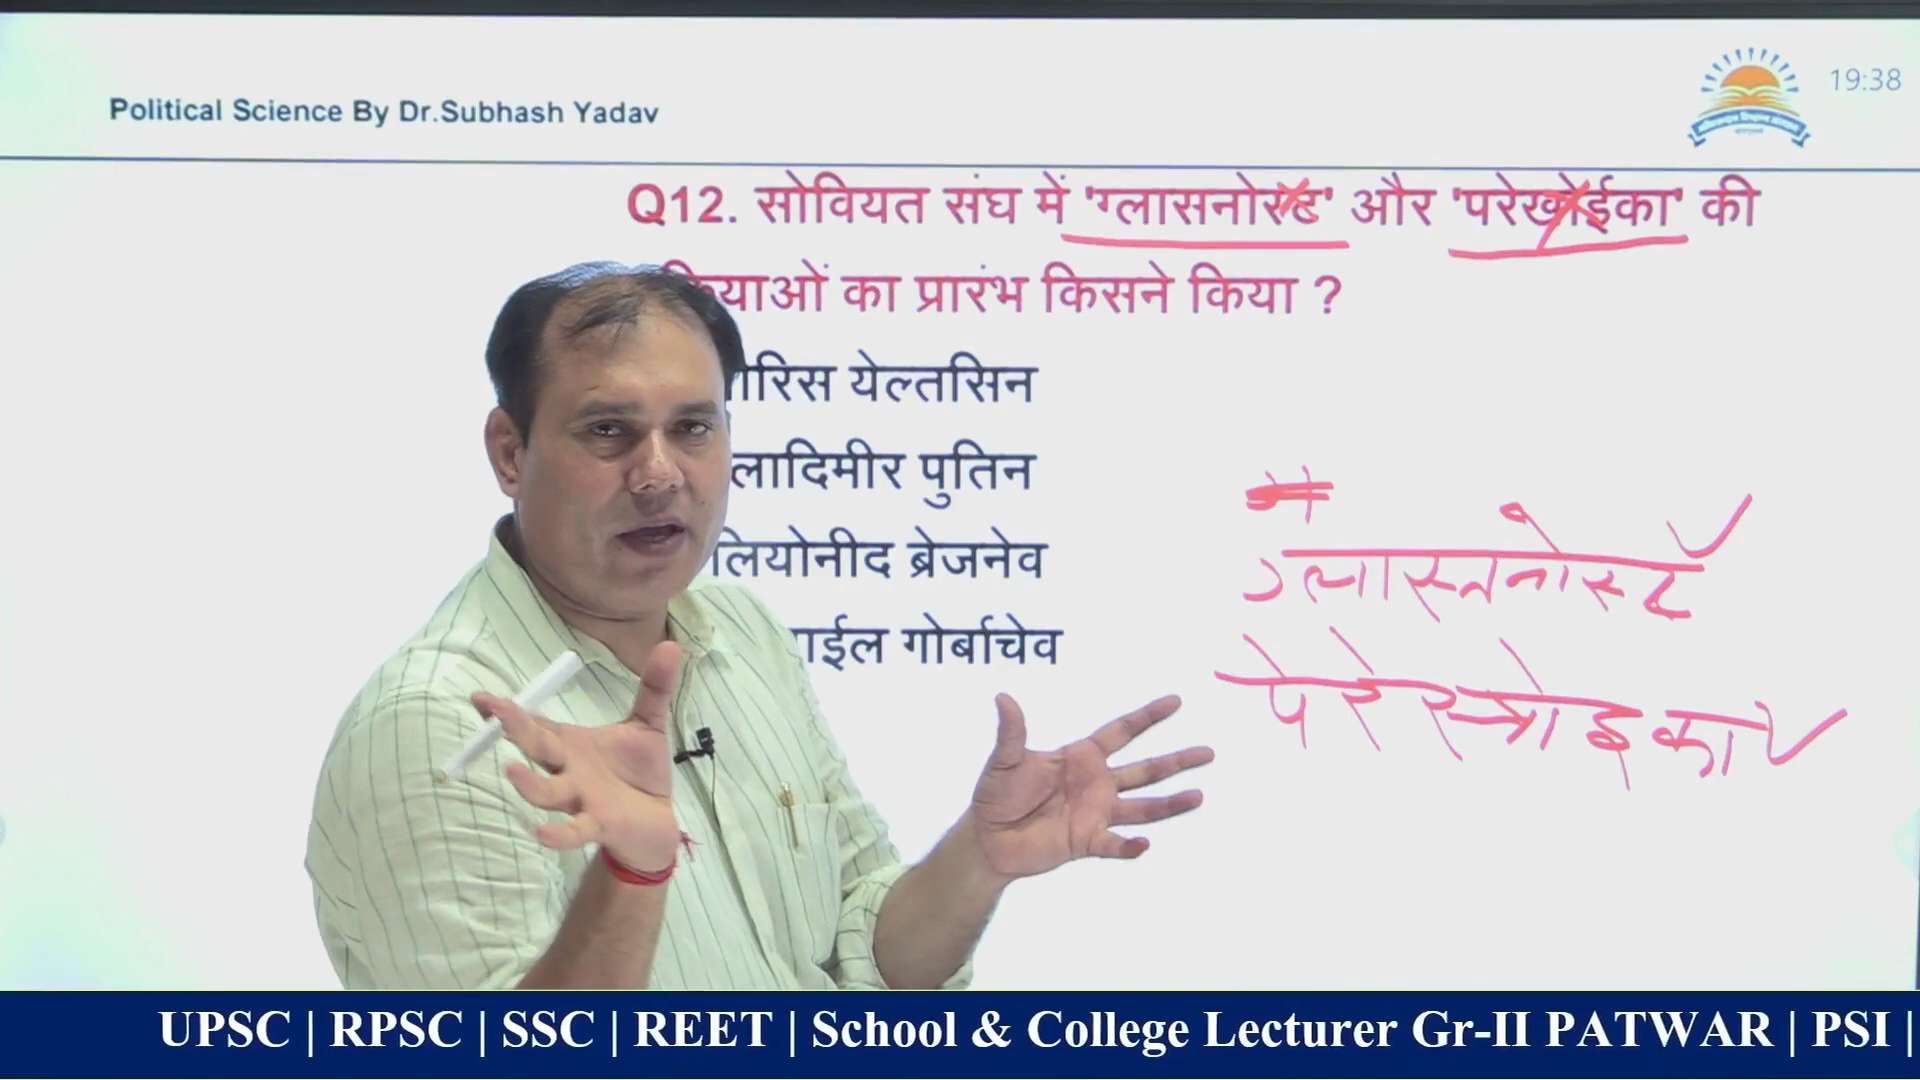 19:38
Political Science By Dr.Subhash Yadav
Q12. सोवियत संघ में 'ग्लासनोस्ट' और 'परेखोईका' की
का प्रारंभ किसने किया ?
येल्तसिन
पुतिन
लियोनीद ब्रेजनेव
गोर्बाचेव
ग्लास्तनोस्ट
पेरेस्त्रोइका
UPSC | RPSC | SSC | REET | School & College Lecturer Gr-II PATWAR | PSI |